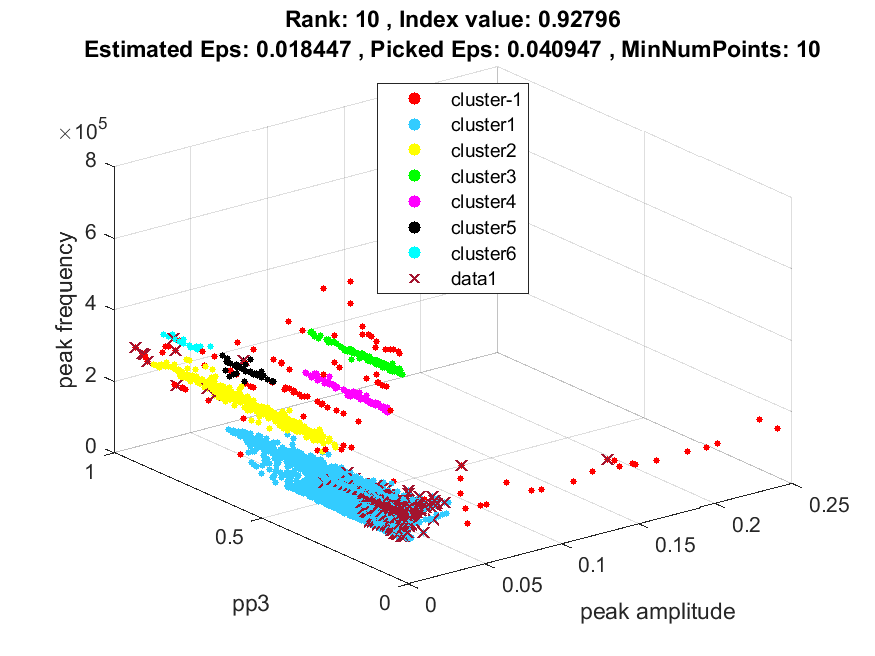 Rank: 10 , Index value: 0.92796
Estimated Eps: 0.018447 , Picked Eps: 0.040947 , MinNumPoints: 10
cluster-1
cluster1
cluster2
cluster3
cluster4
cluster5
cluster6
data1
×10⁵
8
6
4
2
0
peak frequency
1
0.5
0
pp3
0
0.05
0.1
0.15
0.2
0.25
peak amplitude